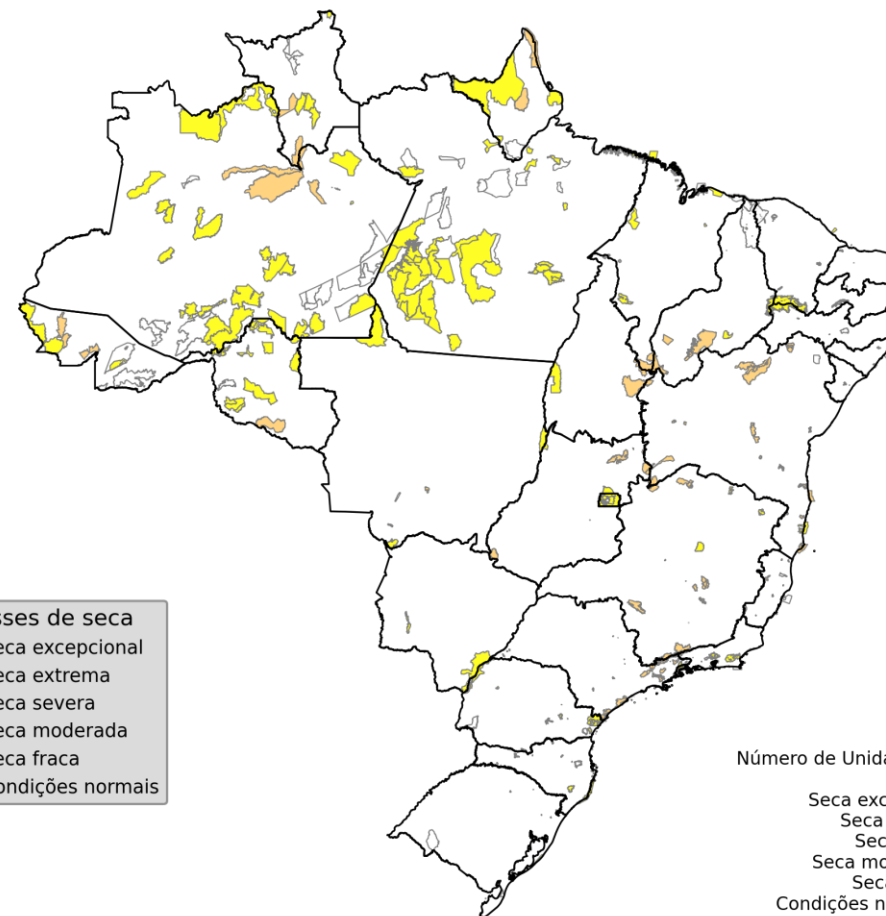 sses de seca
eca excepcional
eca extrema
eca severa
eca moderada
eca fraca
ondições normais
Número de Unida
Seca exc
Seca
Sec
Seca mo
Seca
Condições n